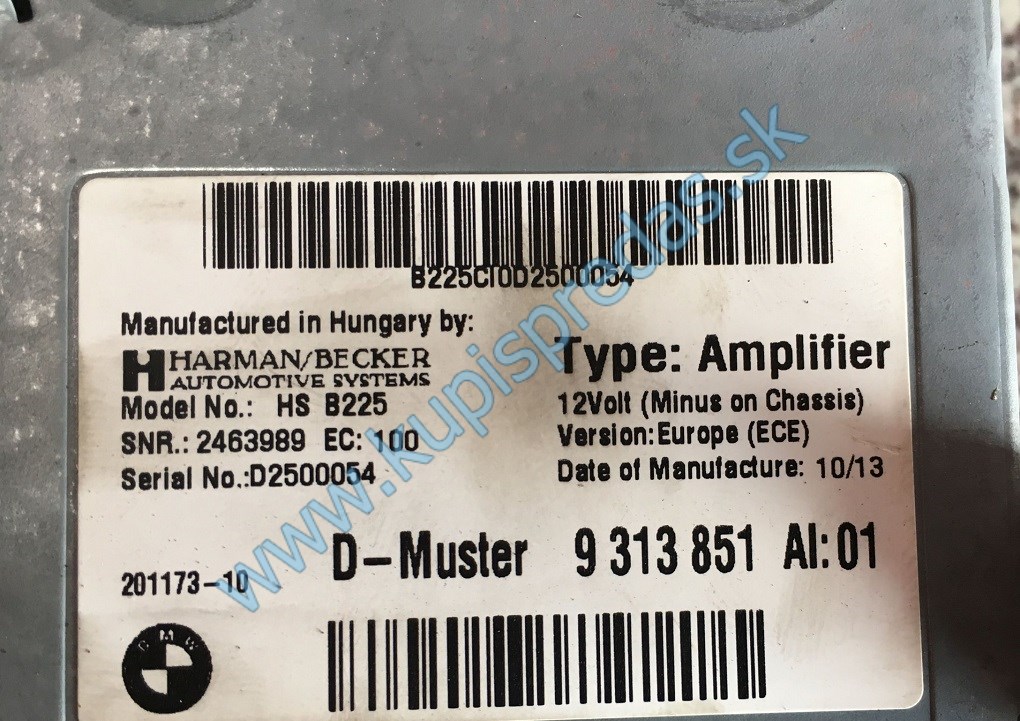 B225CI0D2500054
Manufactured in Hungary by:
HARMAN/BECKER
AUTOMOTIVE SYSTEMS
Model No.: HS B225
SNR.: 2463989 EC: 100
Serial No.:D2500054
Type: Amplifier
12Volt (Minus on Chassis)
Version:Europe (ECE)
Date of Manufacture: 10/13
D-Muster 9 313 851 AI:01
201173-10
BMW
www.kupispredas.sk